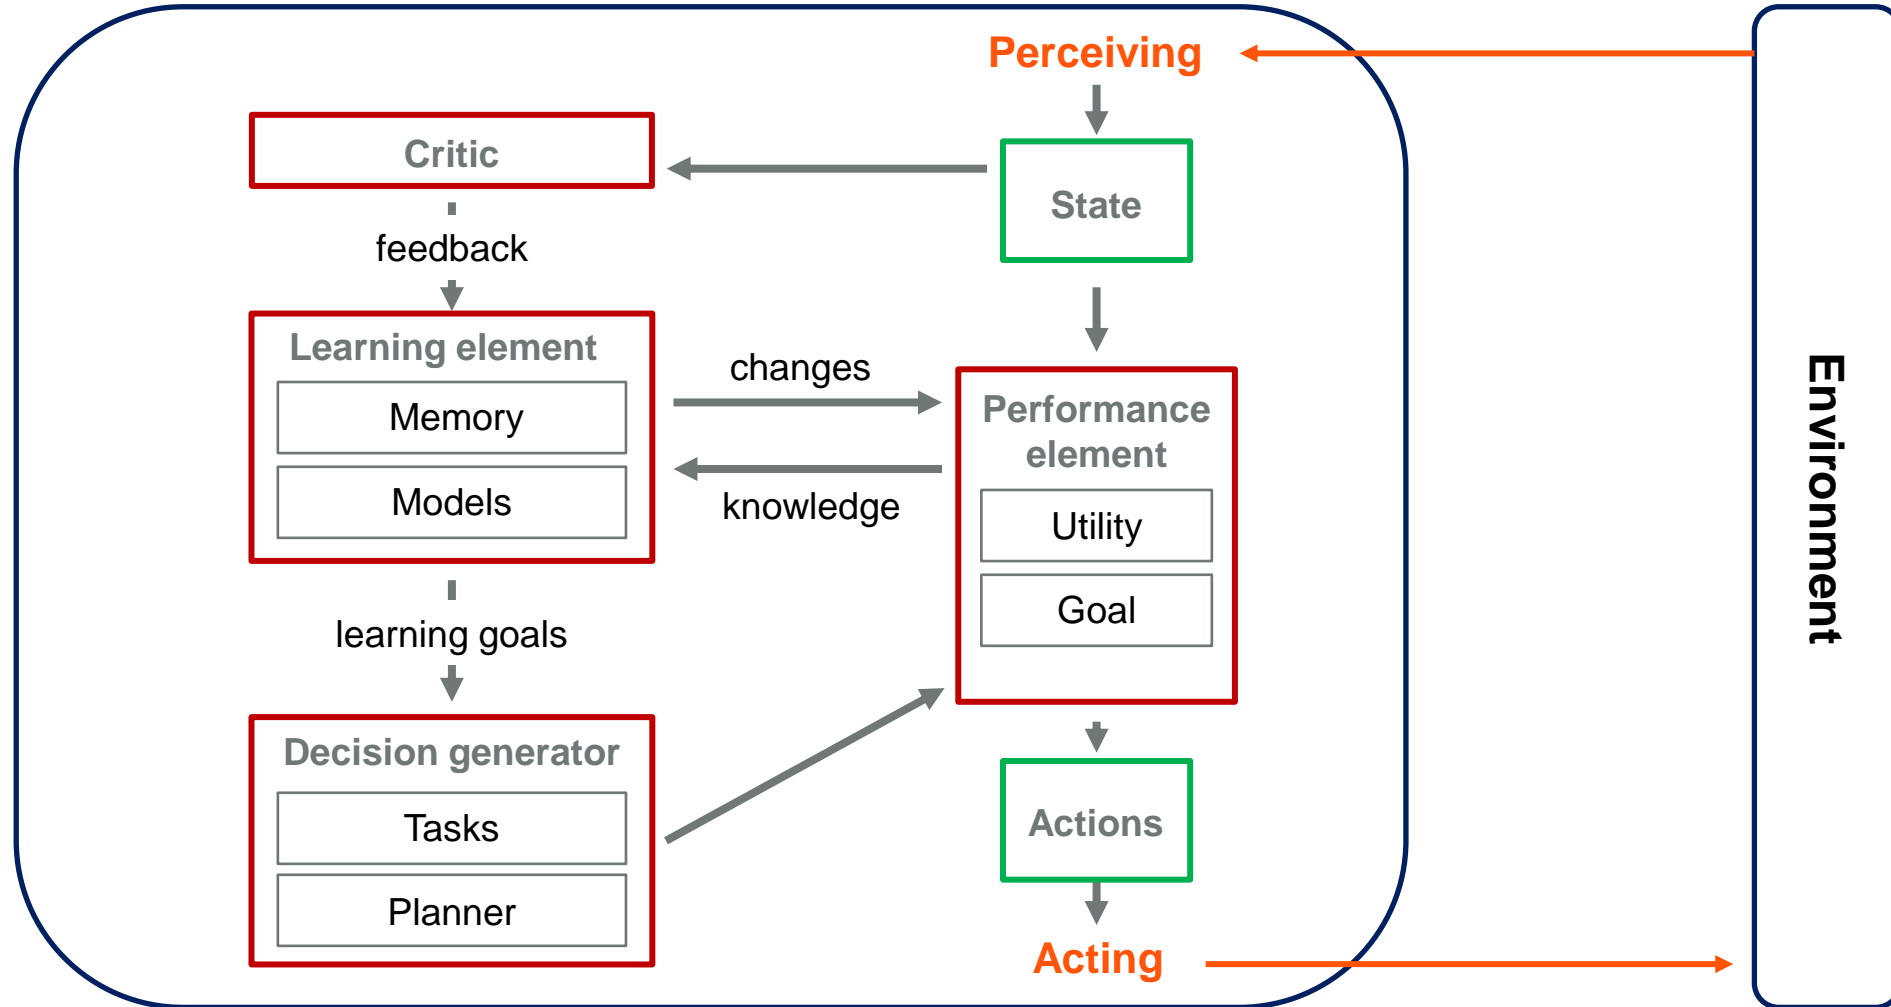 Perceiving
Critic
State
feedback
Learning element
Memory
Models
changes
knowledge
Performance
element
Utility
Goal
learning goals
Decision generator
Tasks
Planner
Actions
Acting
Environment